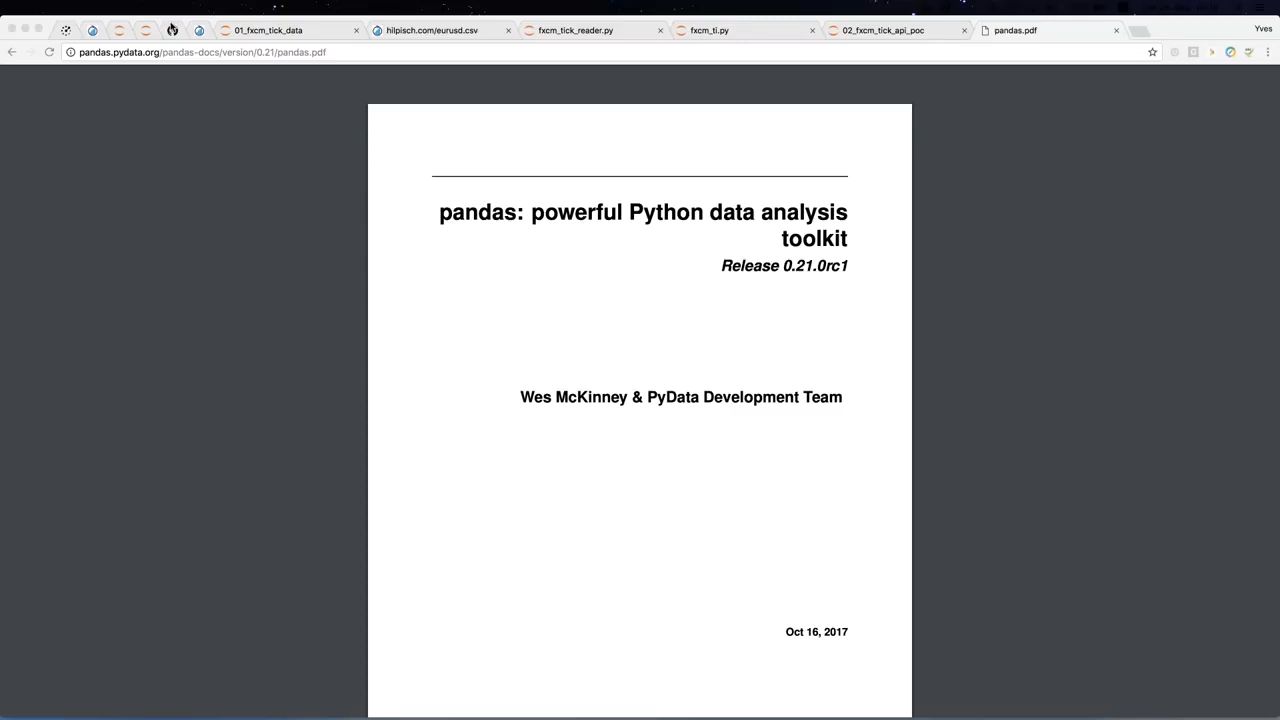 01_fxcm_tick_data
hilpisch.com/eurusd.csv
fxcm_tick_reader.py
fxcm_ti.py
02_fxcm_tick_api_poc
pandas.pdf
Yves
pandas.pydata.org/pandas-docs/version/0.21/pandas.pdf
pandas: powerful Python data analysis
toolkit
Release 0.21.0rc1
Wes McKinney & PyData Development Team
Oct 16, 2017